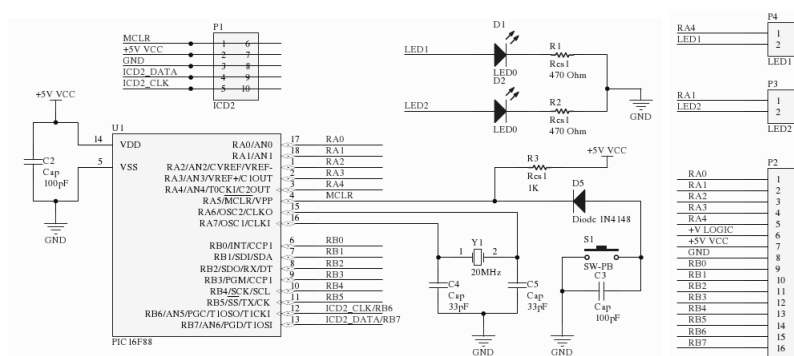 P1
MCLR 1 6
+5V VCC 2 7
GND 3 8
ICD2_DATA 4 9
ICD2_CLK 5 10
ICD2
D1
LED1
LED0
R1
Res1
470 Ohm
D2
LED2
LED0
R2
Res1
470 Ohm
GND
P4
RA4 1
LED1 2
LED1
P3
RA1 1
LED2 2
LED2
+5V VCC
C2
Cap
100pF
GND
U1
14 VDD
5 VSS
RA0/AN0 17 RA0
RA1/AN1 18 RA1
RA2/AN2/CVREF/VREF- 1 RA2
RA3/AN3/VREF+/C1OUT 2 RA3
RA4/AN4/T0CKI/C2OUT 3 RA4
RA5/MCLR/VPP 4 MCLR
RA6/OSC2/CLKO 15
RA7/OSC1/CLKI 16
RB0/INT/CCP1 6 RB0
RB1/SDI/SDA 7 RB1
RB2/SDO/RX/DT 8 RB2
RB3/PGM/CCP1 9 RB3
RB4/SCK/SCL 10 RB4
RB5/SS/TX/CK 11 RB5
RB6/AN5/PGC/T1OSO/T1CKI 12 ICD2_CLK/RB6
RB7/AN6/PGD/T1OSI 13 ICD2_DATA/RB7
PIC16F88
R3
Res1
1K
+5V VCC
D5
Diode 1N4148
1 Y1 2
20MHz
C4
Cap
33pF
C5
Cap
33pF
GND
S1
SW-PB
C3
Cap
100pF
GND
P2
RA0 1
RA1 2
RA2 3
RA3 4
RA4 5
+V LOGIC 6
+5V VCC 7
GND 8
RB0 9
RB1 10
RB2 11
RB3 12
RB4 13
RB5 14
RB6 15
RB7 16